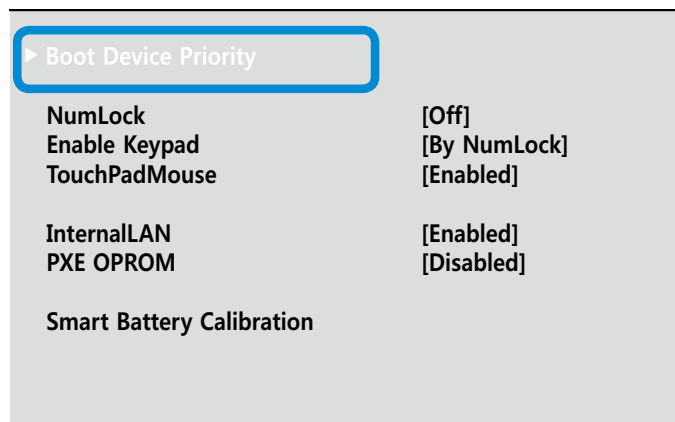 ▶ Boot Device Priority
NumLock [Off]
Enable Keypad [By NumLock]
TouchPadMouse [Enabled]
InternalLAN [Enabled]
PXE OPROM [Disabled]
Smart Battery Calibration